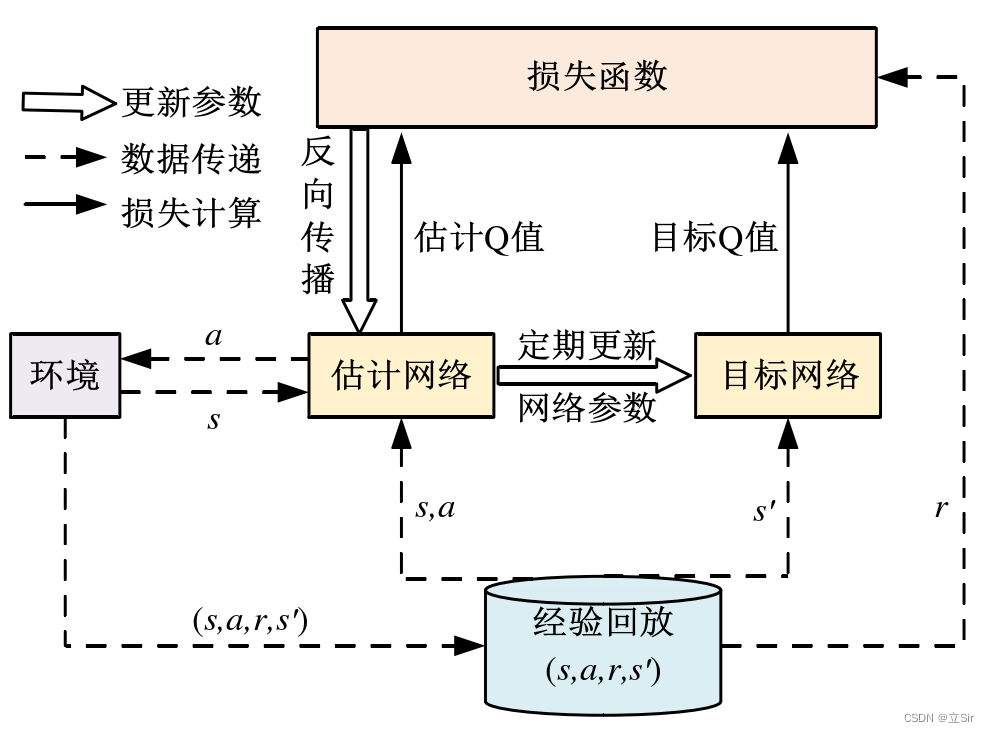 损失函数
更新参数
数据传递
损失计算
反向传播
估计Q值
目标Q值
环境
a
s
估计网络
定期更新
网络参数
目标网络
s,a
s′
r
(s,a,r,s′)
经验回放
(s,a,r,s′)
CSDN @立Sir